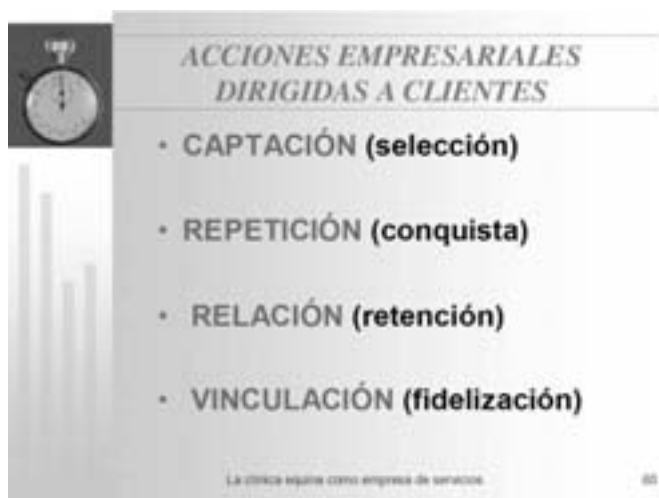 ACCIONES EMPRESARIALES
DIRIGIDAS A CLIENTES
• CAPTACIÓN (selección)
• REPETICIÓN (conquista)
• RELACIÓN (retención)
• VINCULACIÓN (fidelización)
La clínica equina como empresa de servicios